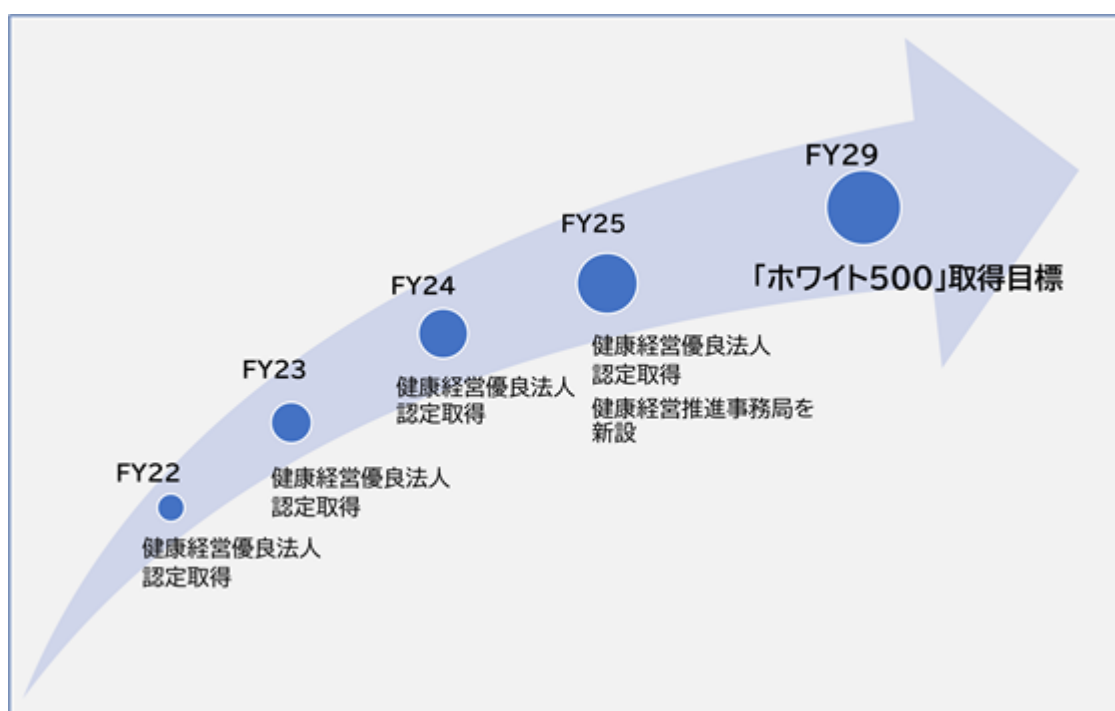 FY22
健康経営優良法人
認定取得
FY23
健康経営優良法人
認定取得
FY24
健康経営優良法人
認定取得
FY25
健康経営優良法人
認定取得
健康経営推進事務局を
新設
FY29
「ホワイト500」取得目標